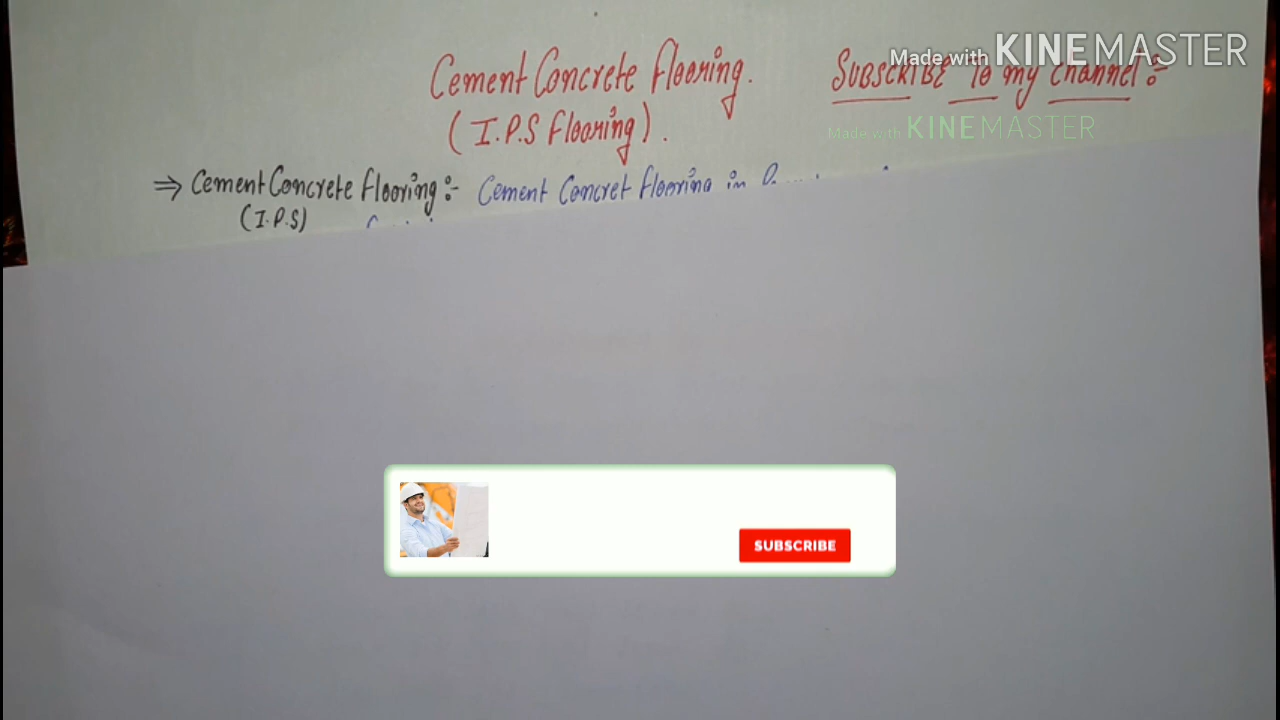 Made with KINEMASTER
Cement Concrete flooring.
SUBSCRIBE To my channel:-
(I.P.S flooring).
Made with KINEMASTER
⇒ Cement Concrete flooring:- Cement Concret flooring in
(I.P.S)
SUBSCRIBE